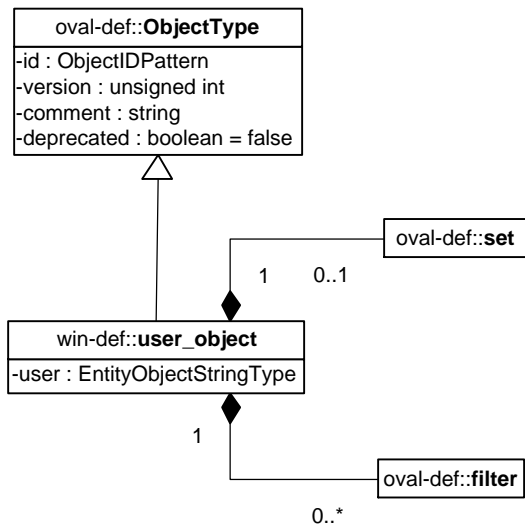 oval-def::ObjectType
-id : ObjectIDPattern
-version : unsigned int
-comment : string
-deprecated : boolean = false
oval-def::set
1
0..1
win-def::user_object
-user : EntityObjectStringType
1
oval-def::filter
0..*